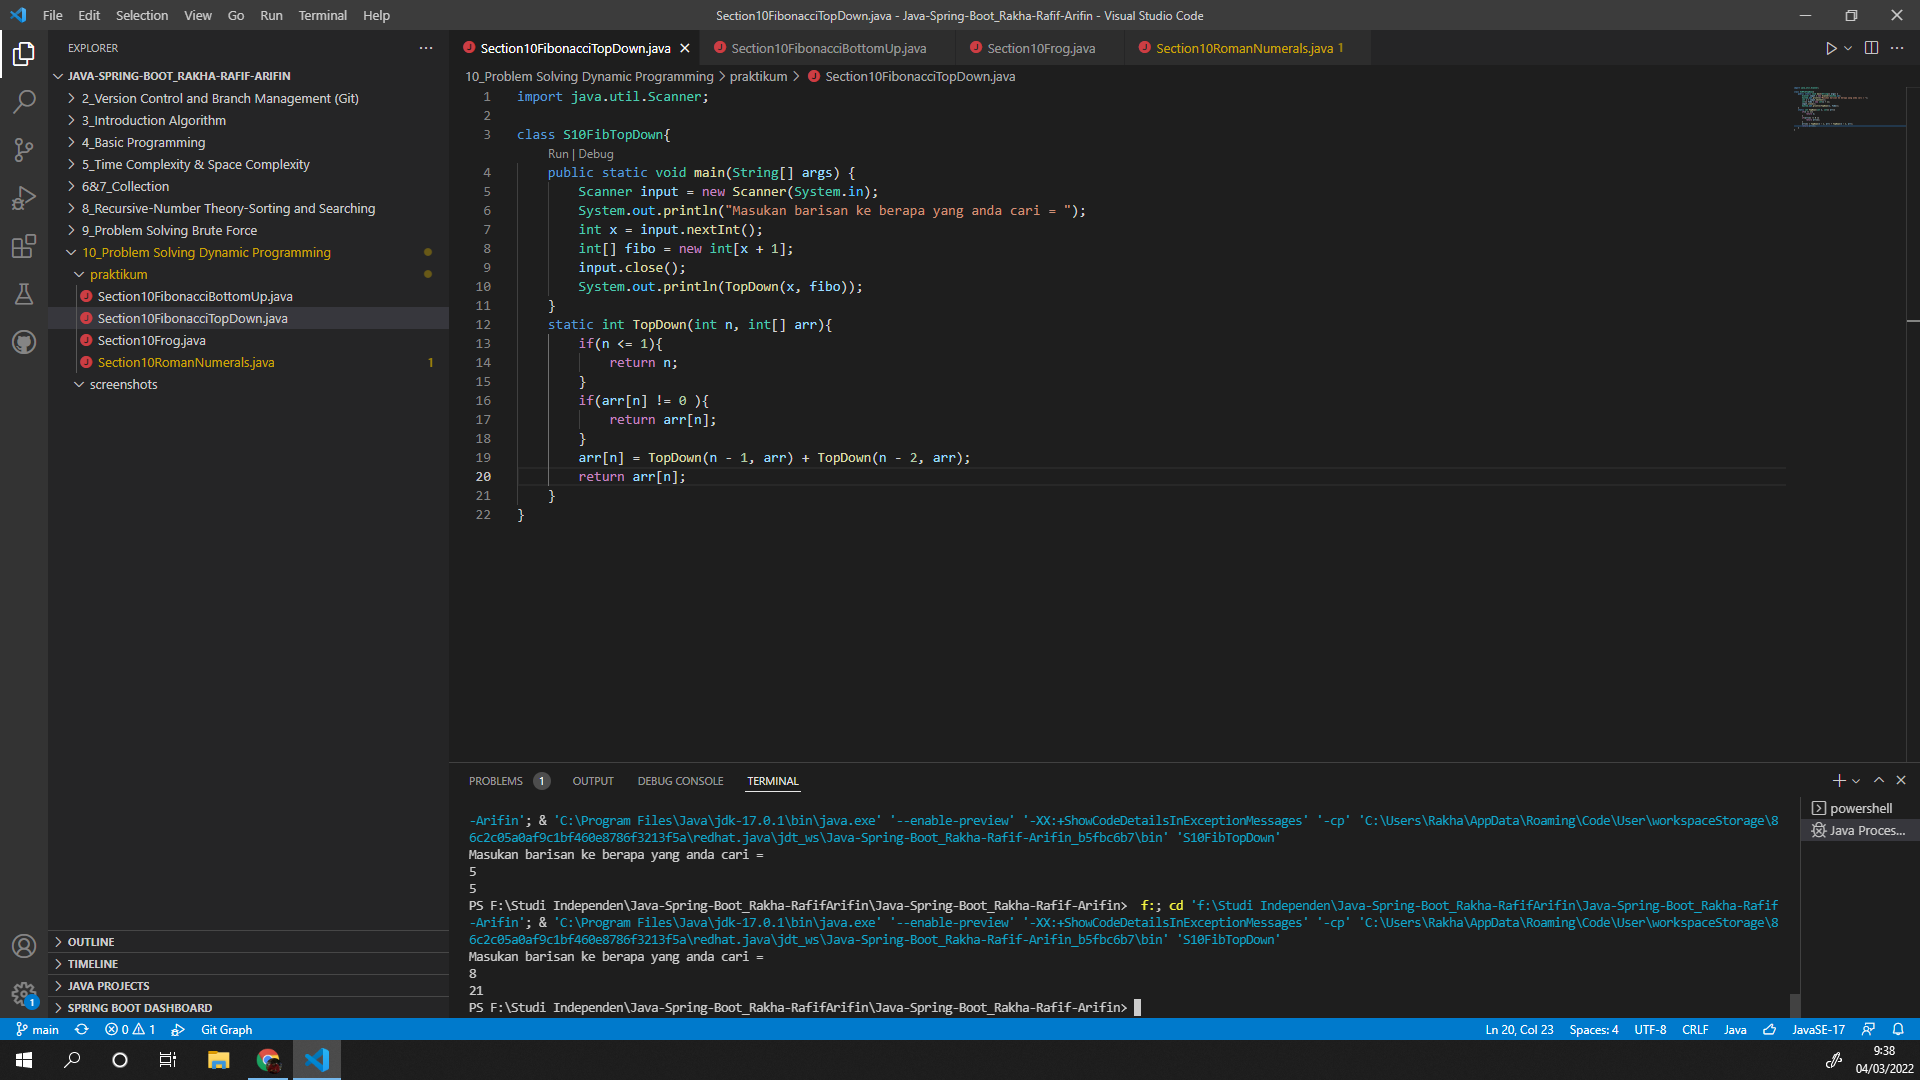 File Edit Selection View Go Run Terminal Help
Section10FibonacciTopDown.java - Java-Spring-Boot_Rakha-Rafif-Arifin - Visual Studio Code
EXPLORER
JAVA-SPRING-BOOT_RAKHA-RAFIF-ARIFIN
2_Version Control and Branch Management (Git)
3_Introduction Algorithm
4_Basic Programming
5_Time Complexity & Space Complexity
6&7_Collection
8_Recursive-Number Theory-Sorting and Searching
9_Problem Solving Brute Force
10_Problem Solving Dynamic Programming
praktikum
Section10FibonacciBottomUp.java
Section10FibonacciTopDown.java
Section10Frog.java
Section10RomanNumerals.java 1
screenshots
OUTLINE
TIMELINE
JAVA PROJECTS
SPRING BOOT DASHBOARD
1
Section10FibonacciTopDown.java Section10FibonacciBottomUp.java Section10Frog.java Section10RomanNumerals.java 1
10_Problem Solving Dynamic Programming > praktikum > Section10FibonacciTopDown.java
1 import java.util.Scanner;
2
3 class S10FibTopDown{
Run | Debug
4 public static void main(String[] args) {
5 Scanner input = new Scanner(System.in);
6 System.out.println("Masukan barisan ke berapa yang anda cari = ");
7 int x = input.nextInt();
8 int[] fibo = new int[x + 1];
9 input.close();
10 System.out.println(TopDown(x, fibo));
11 }
12 static int TopDown(int n, int[] arr){
13 if(n <= 1){
14 return n;
15 }
16 if(arr[n] != 0 ){
17 return arr[n];
18 }
19 arr[n] = TopDown(n - 1, arr) + TopDown(n - 2, arr);
20 return arr[n];
21 }
22 }
PROBLEMS 1 OUTPUT DEBUG CONSOLE TERMINAL
-Arifin'; & 'C:\Program Files\Java\jdk-17.0.1\bin\java.exe' '--enable-preview' '-XX:+ShowCodeDetailsInExceptionMessages' '-cp' 'C:\Users\Rakha\AppData\Roaming\Code\User\workspaceStorage\8
6c2c05a0af9c1bf460e8786f3213f5a\redhat.java\jdt_ws\Java-Spring-Boot_Rakha-Rafif-Arifin_b5fbc6b7\bin' 'S10FibTopDown'
Masukan barisan ke berapa yang anda cari =
5
5
PS F:\Studi Independen\Java-Spring-Boot_Rakha-RafifArifin\Java-Spring-Boot_Rakha-Rafif-Arifin> f:; cd 'f:\Studi Independen\Java-Spring-Boot_Rakha-RafifArifin\Java-Spring-Boot_Rakha-Rafif
-Arifin'; & 'C:\Program Files\Java\jdk-17.0.1\bin\java.exe' '--enable-preview' '-XX:+ShowCodeDetailsInExceptionMessages' '-cp' 'C:\Users\Rakha\AppData\Roaming\Code\User\workspaceStorage\8
6c2c05a0af9c1bf460e8786f3213f5a\redhat.java\jdt_ws\Java-Spring-Boot_Rakha-Rafif-Arifin_b5fbc6b7\bin' 'S10FibTopDown'
Masukan barisan ke berapa yang anda cari =
8
21
PS F:\Studi Independen\Java-Spring-Boot_Rakha-RafifArifin\Java-Spring-Boot_Rakha-Rafif-Arifin>
powershell
Java Proces...
main 0 1 Git Graph
Ln 20, Col 23 Spaces: 4 UTF-8 CRLF Java JavaSE-17
9:38
04/03/2022